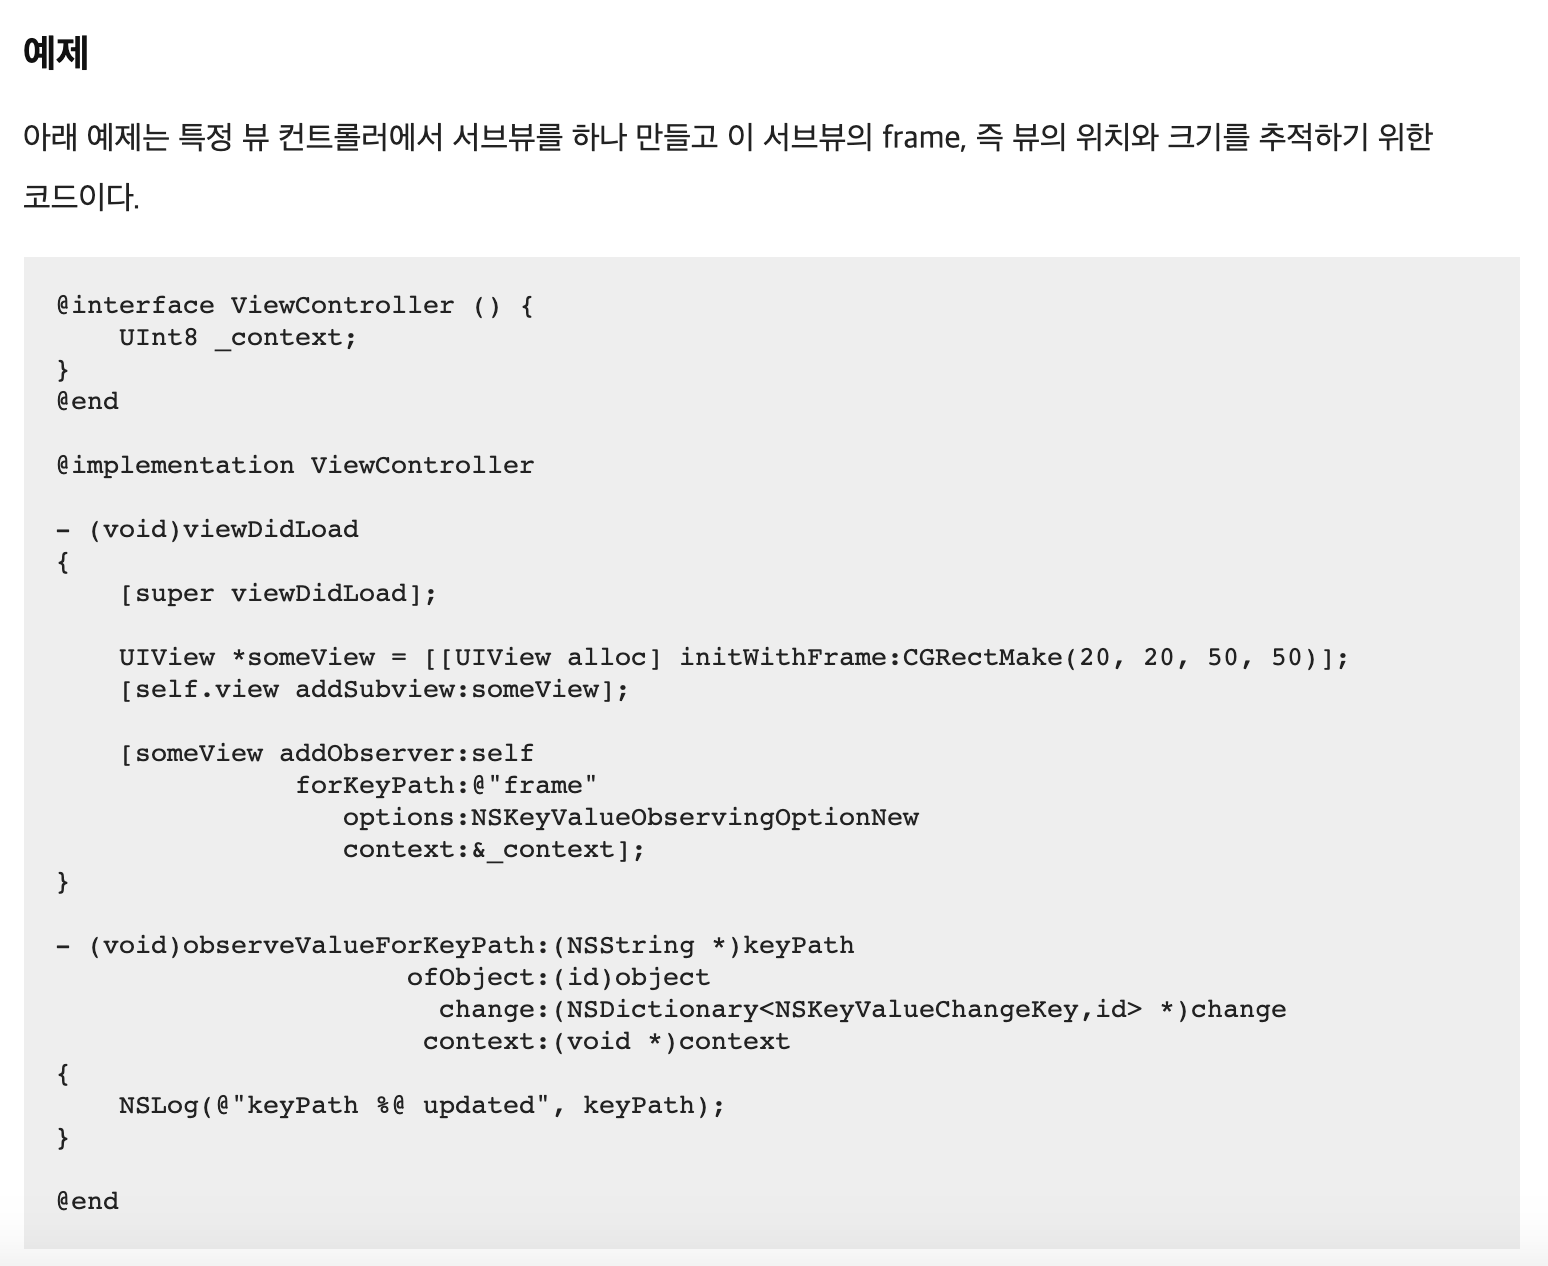 예제
아래 예제는 특정 뷰 컨트롤러에서 서브뷰를 하나 만들고 이 서브뷰의 frame, 즉 뷰의 위치와 크기를 추적하기 위한
코드이다.
@interface ViewController () {
    UInt8 _context;
}
@end

@implementation ViewController

- (void)viewDidLoad
{
    [super viewDidLoad];

    UIView *someView = [[UIView alloc] initWithFrame:CGRectMake(20, 20, 50, 50)];
    [self.view addSubview:someView];

    [someView addObserver:self
               forKeyPath:@"frame"
                  options:NSKeyValueObservingOptionNew
                  context:&_context];
}

- (void)observeValueForKeyPath:(NSString *)keyPath
                      ofObject:(id)object
                        change:(NSDictionary<NSKeyValueChangeKey,id> *)change
                       context:(void *)context
{
    NSLog(@"keyPath %@ updated", keyPath);
}

@end